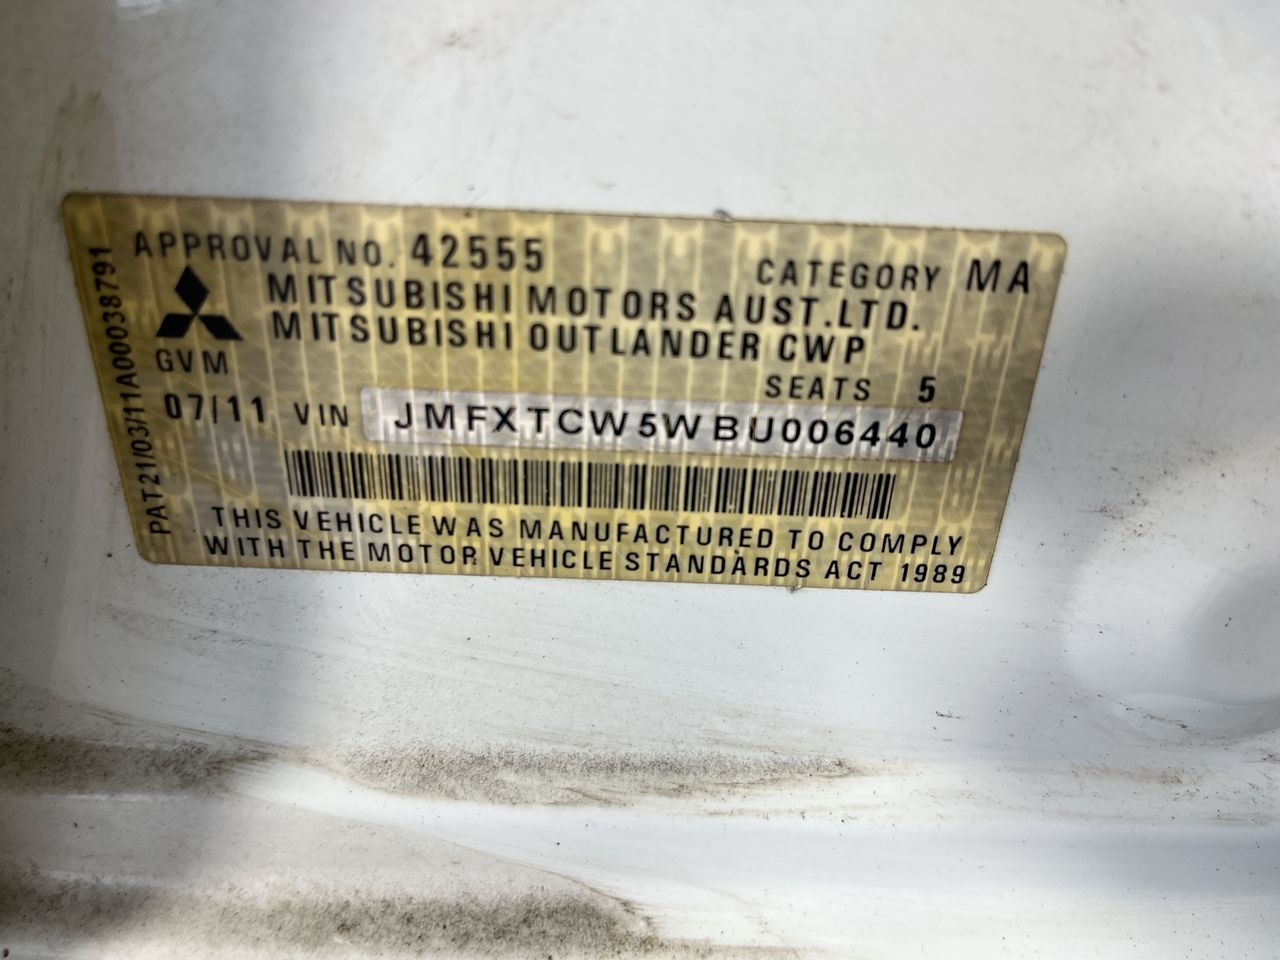 APPROVAL NO. 42555
CATEGORY MA
MITSUBISHI MOTORS AUST.LTD.
MITSUBISHI OUTLANDER CWP
GVM
SEATS 5
07/11 VIN JMFXTCW5WBU006440
THIS VEHICLE WAS MANUFACTURED TO COMPLY
WITH THE MOTOR VEHICLE STANDARDS ACT 1989
PAT21/03/11A00038791